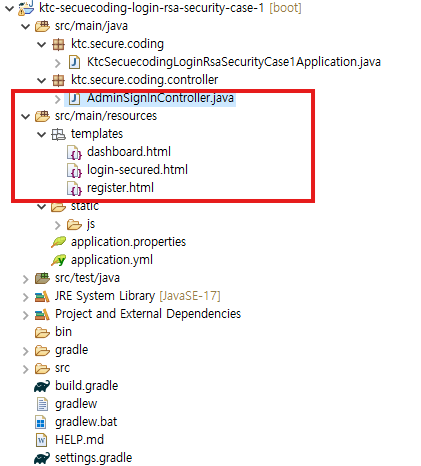 ktc-secuecoding-login-rsa-security-case-1 [boot]
src/main/java
ktc.secure.coding
KtcSecuecodingLoginRsaSecurityCase1Application.java
ktc.secure.coding.controller
AdminSignInController.java
src/main/resources
templates
dashboard.html
login-secured.html
register.html
static
js
application.properties
application.yml
src/test/java
JRE System Library [JavaSE-17]
Project and External Dependencies
bin
gradle
src
build.gradle
gradlew
gradlew.bat
HELP.md
settings.gradle